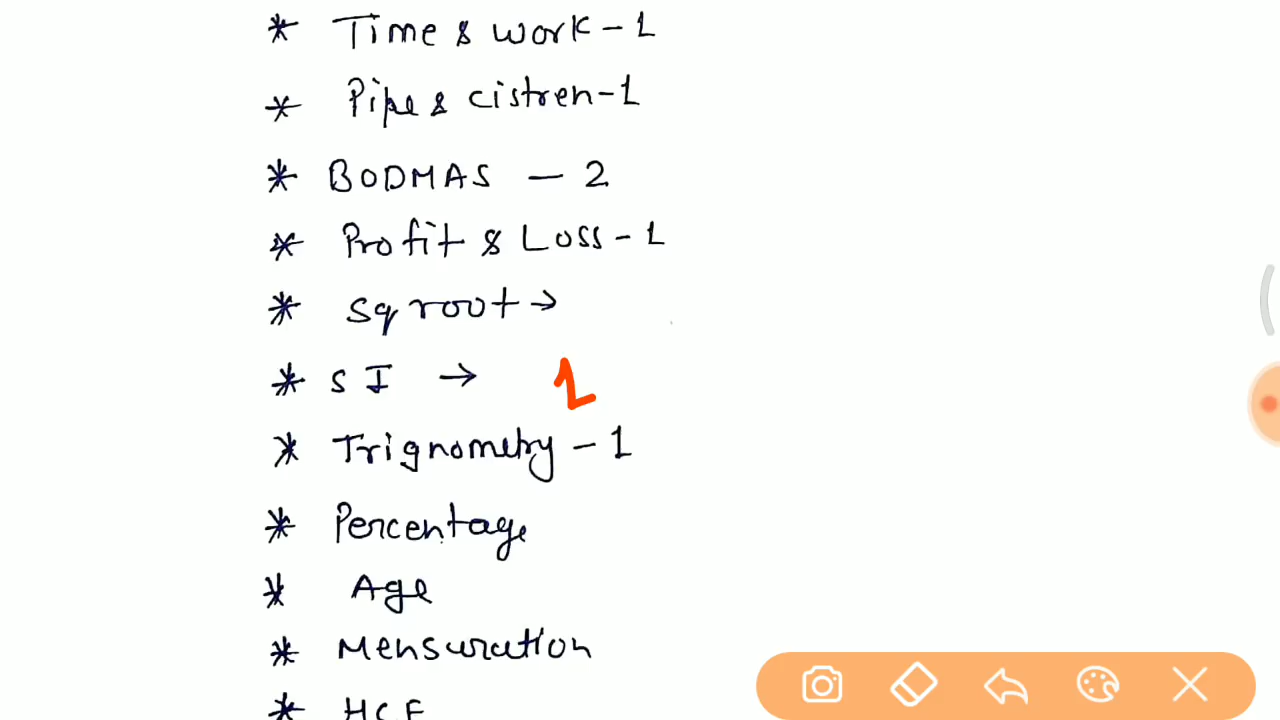 * Time & work - 1
* Pipe & cistren - 1
* BODMAS - 2
* Profit & Loss - 1
* Sq root →
* SI → 1
* Trignometry - 1
* Percentage
* Age
* Mensuration
* HCF